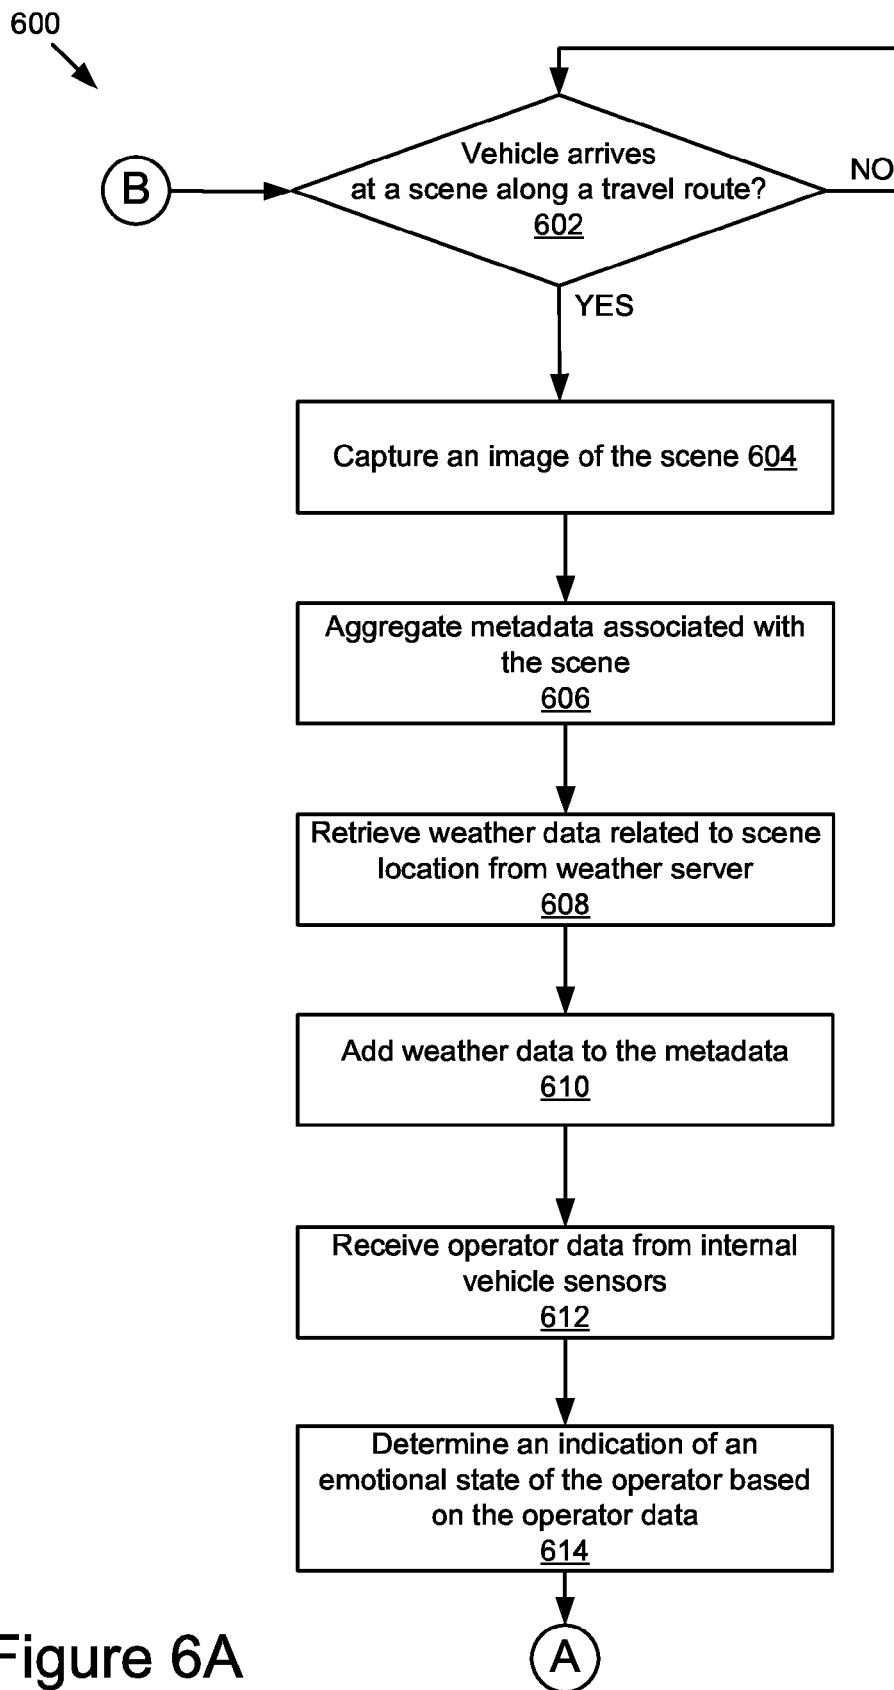 600
Vehicle arrives
at a scene along a travel route?
602
B
NO
YES
Capture an image of the scene 604
Aggregate metadata associated with
the scene
606
Retrieve weather data related to scene
location from weather server
608
Add weather data to the metadata
610
Receive operator data from internal
vehicle sensors
612
Determine an indication of an
emotional state of the operator based
on the operator data
614
A
Figure 6A